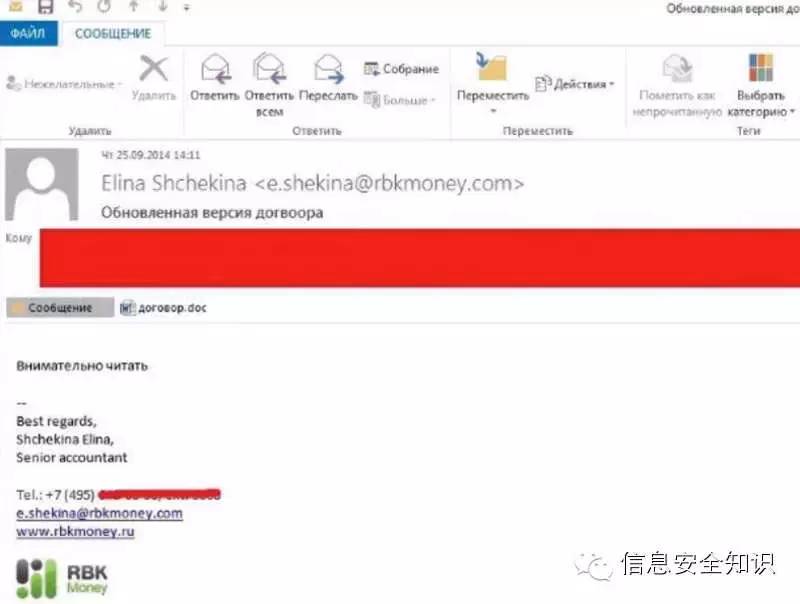 Обновленная версия до
ФАЙЛ СООБЩЕНИЕ
Нежелательные
Удалить
Ответить Ответить всем Переслать
Собрание
Больше
Переместить
Действия
Пометить как непрочитанную
Выбрать категорию
Удалить Ответить Переместить Теги
Чт 25.09.2014 14:11
Elina Shchekina <e.shekina@rbkmoney.com>
Обновленная версия догвоора
Кому
Сообщение договор.doc
Внимательно читать
--
Best regards,
Shchekina Elina,
Senior accountant
Tel.: +7 (495)
e.shekina@rbkmoney.com
www.rbkmoney.ru
RBK
Money
信息安全知识